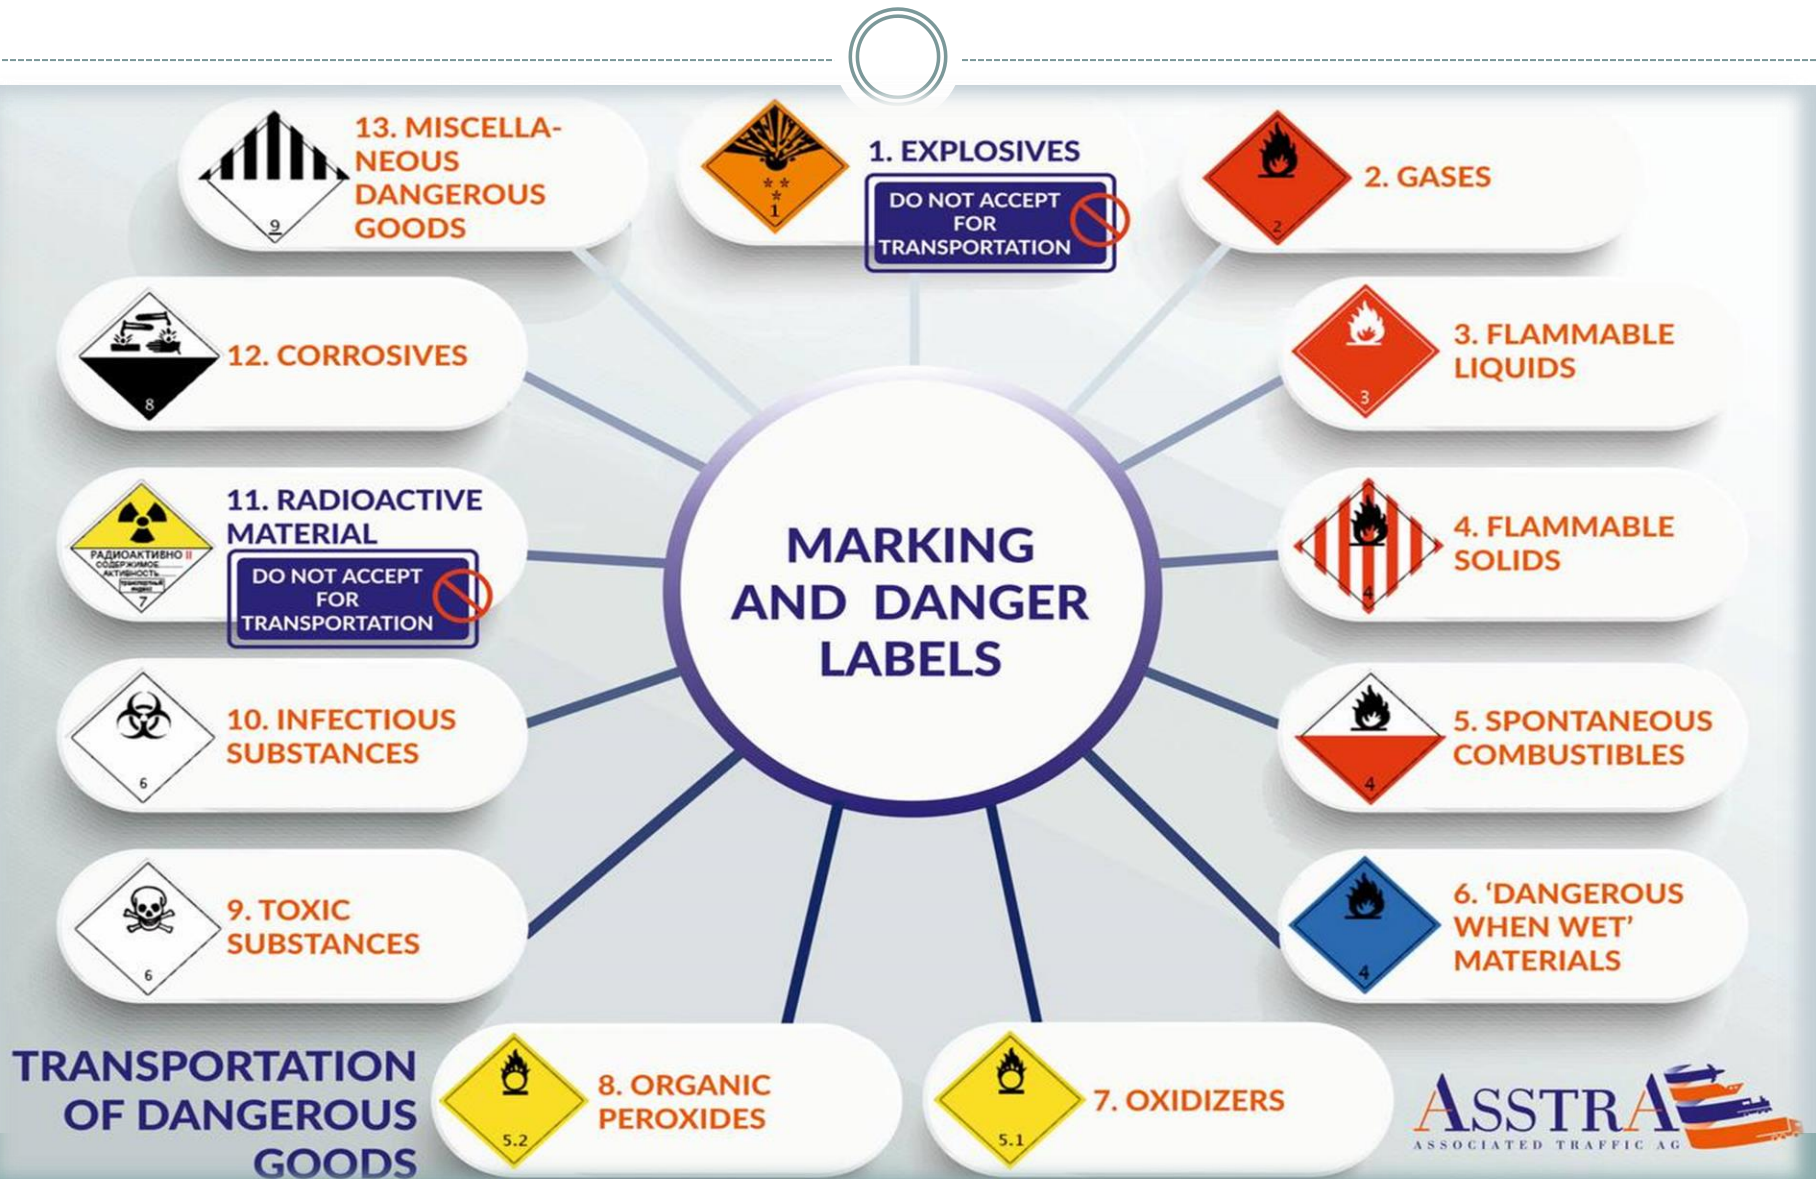 13. MISCELLA-
NEOUS
DANGEROUS
GOODS
9
1. EXPLOSIVES
DO NOT ACCEPT
FOR
TRANSPORTATION
* *
*
1
2. GASES
2
12. CORROSIVES
8
3. FLAMMABLE
LIQUIDS
3
11. RADIOACTIVE
MATERIAL
DO NOT ACCEPT
FOR
TRANSPORTATION
РАДИОАКТИВНО II
СОДЕРЖИМОЕ
АКТИВНОСТЬ
7
4. FLAMMABLE
SOLIDS
4
MARKING
AND DANGER
LABELS
10. INFECTIOUS
SUBSTANCES
6
5. SPONTANEOUS
COMBUSTIBLES
4
9. TOXIC
SUBSTANCES
6
6. ‘DANGEROUS
WHEN WET’
MATERIALS
4
8. ORGANIC
PEROXIDES
5.2
7. OXIDIZERS
5.1
TRANSPORTATION
OF DANGEROUS
GOODS
ASSTRA
ASSOCIATED TRAFFIC AG